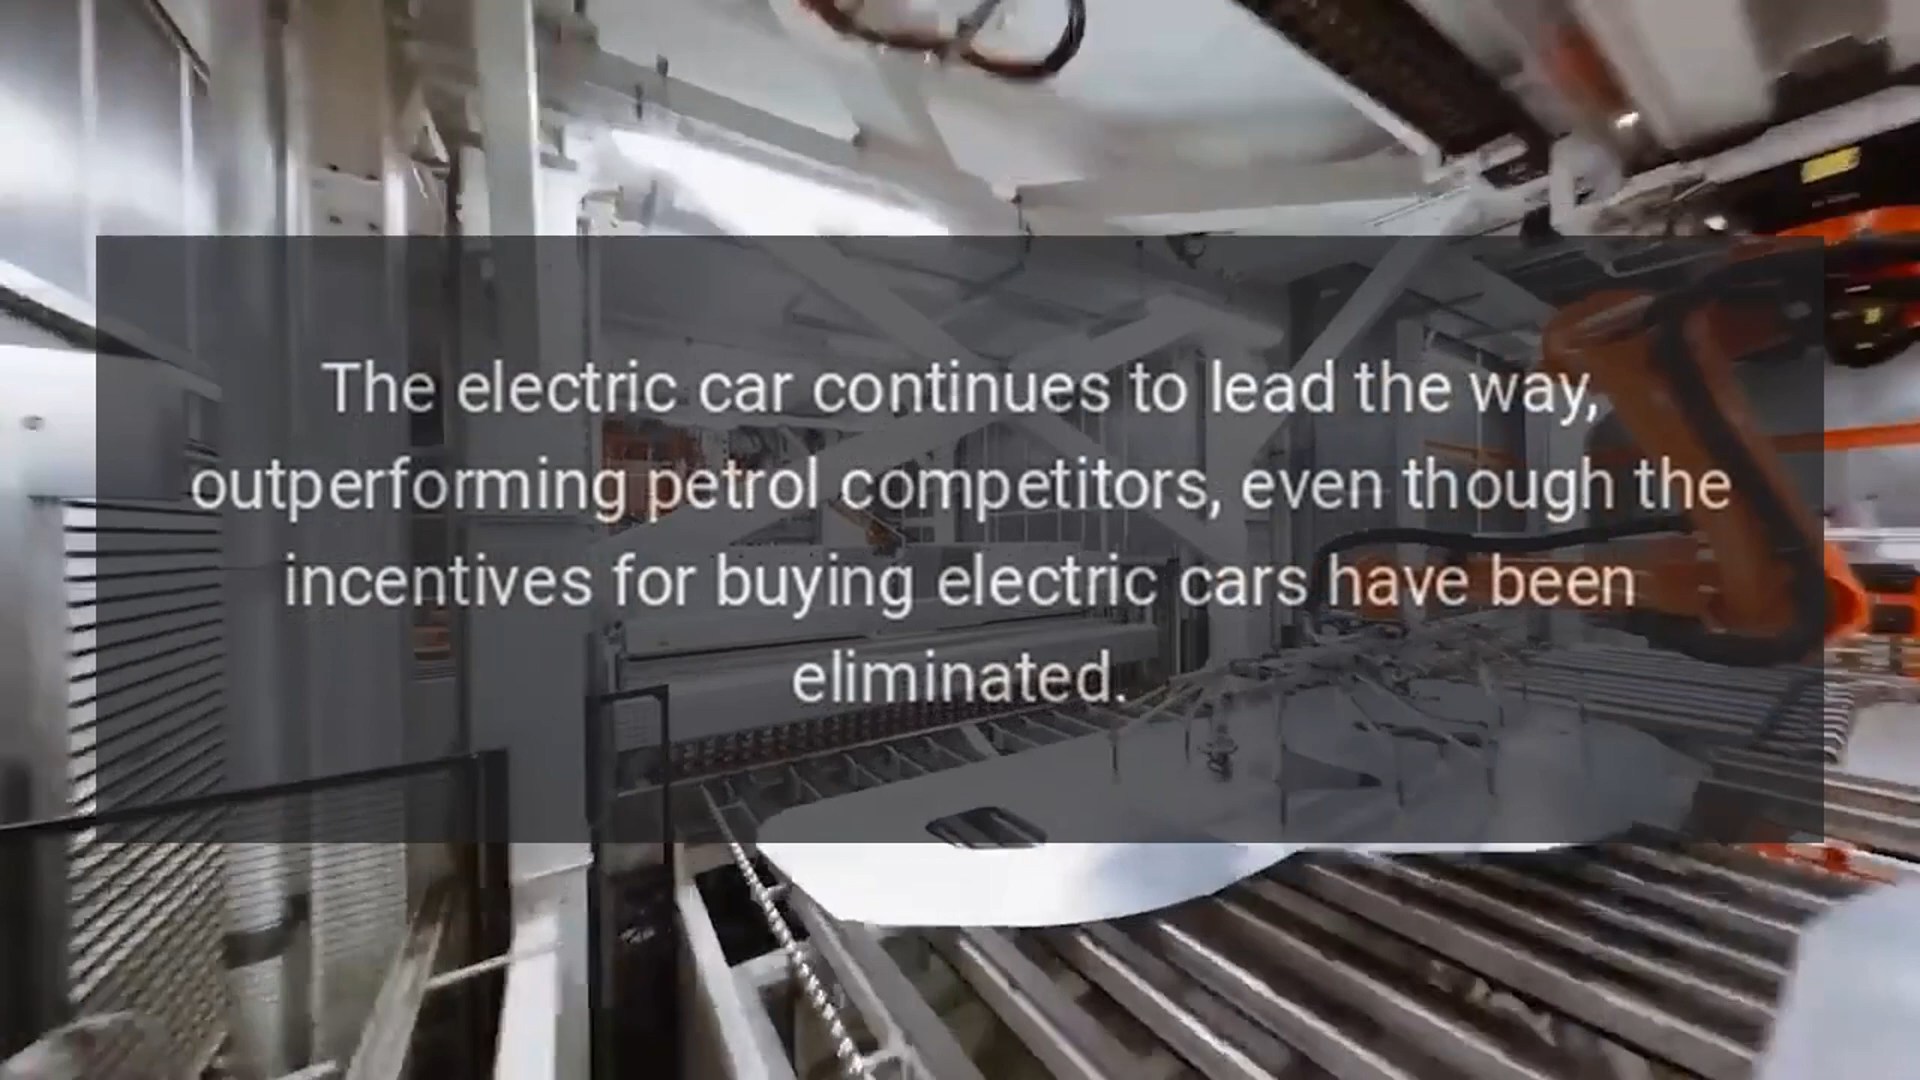 The electric car continues to lead the way,
outperforming petrol competitors, even though the
incentives for buying electric cars have been
eliminated.